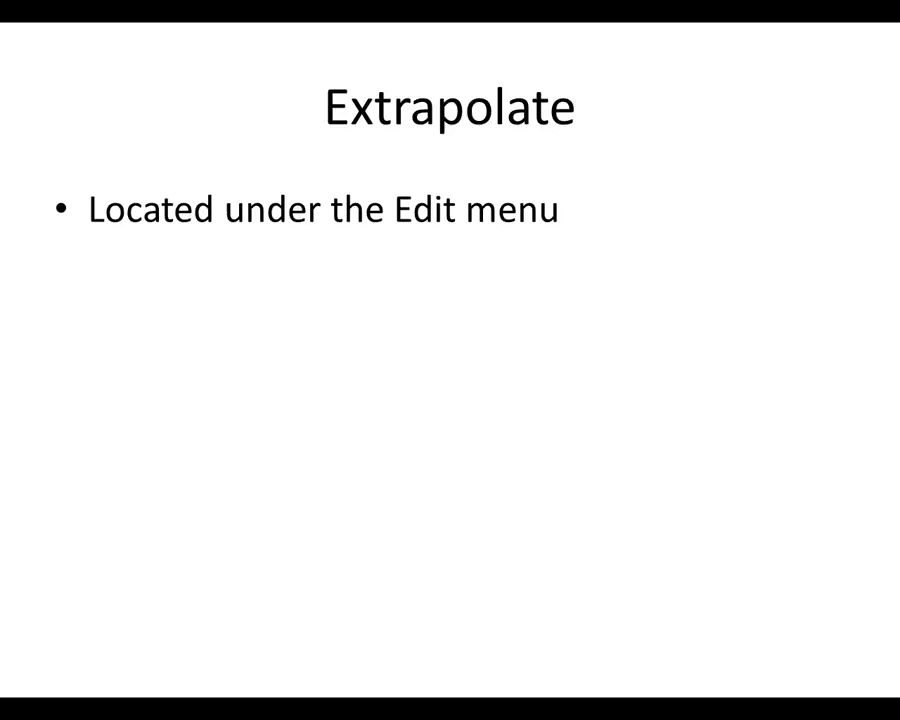 Extrapolate
• Located under the Edit menu